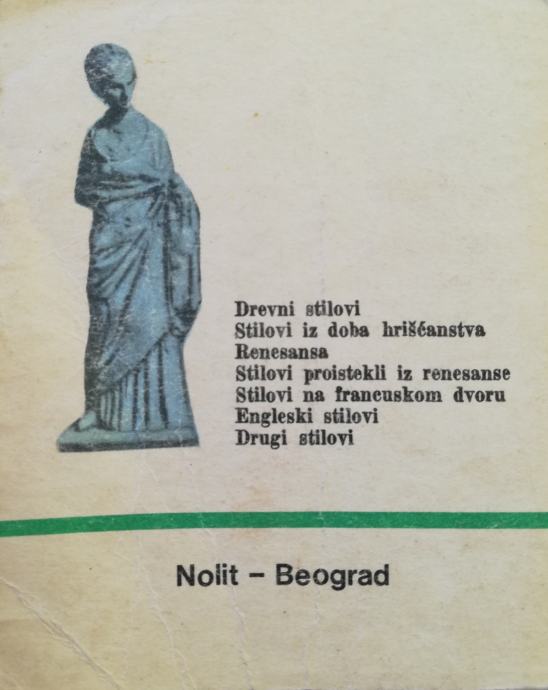 Drevni stilovi
Stilovi iz doba hrišćanstva
Renesansa
Stilovi proistekli iz renesanse
Stilovi na francuskom dvoru
Engleski stilovi
Drugi stilovi
Nolit – Beograd